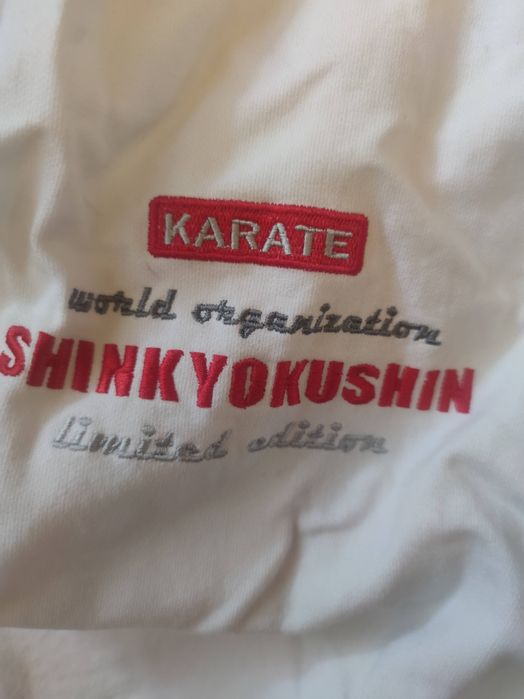 KARATE
world organization
SHINKYOKUSHIN
limited edition